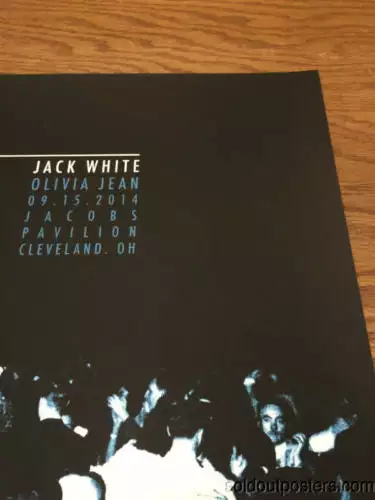 JACK WHITE
OLIVIA JEAN
09.15.2014
JACOBS
PAVILION
CLEVELAND. OH
soldoutposters.com